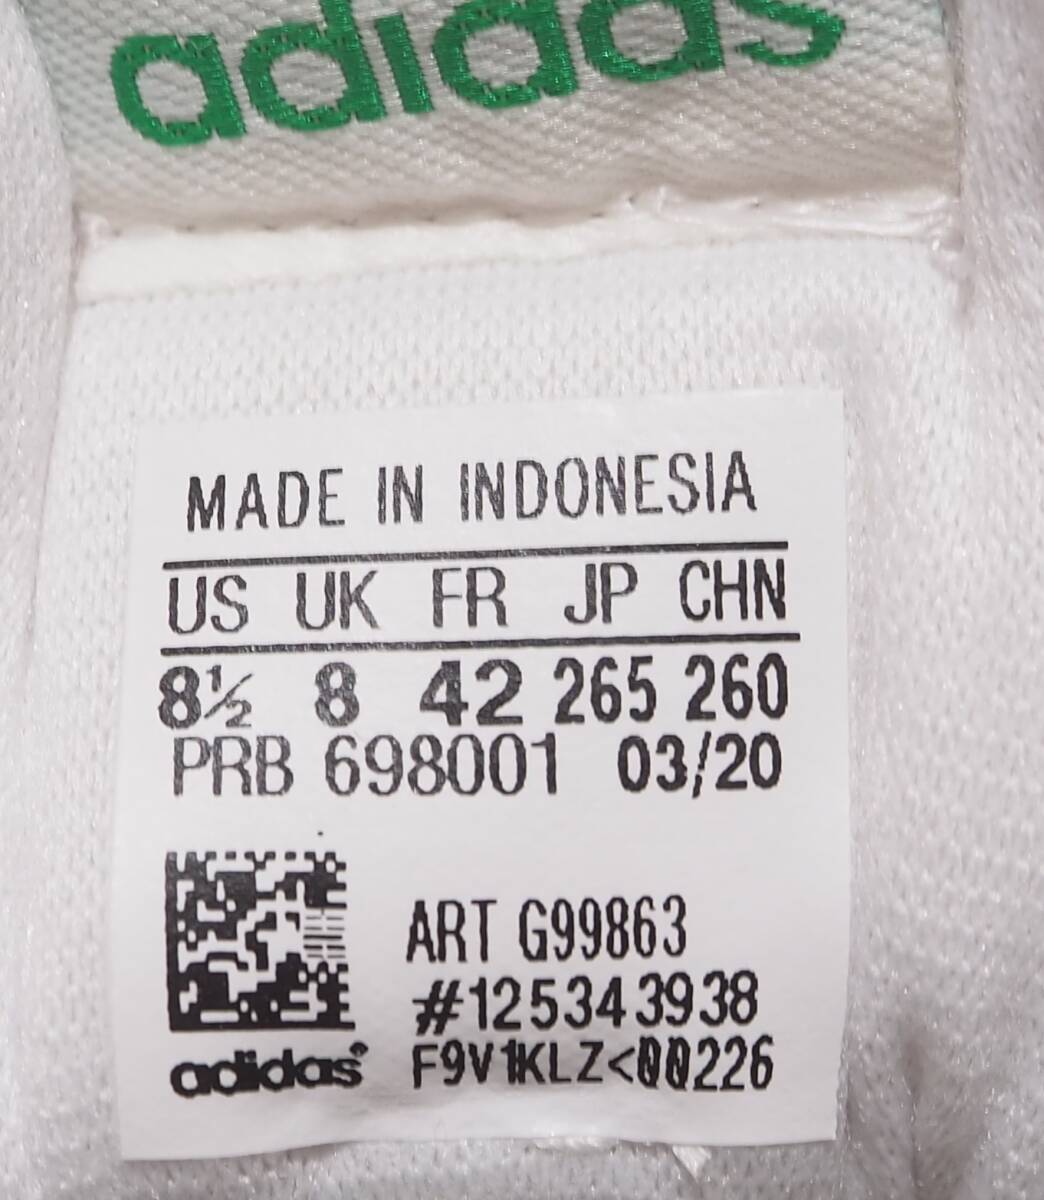 adidas
MADE IN INDONESIA
US UK FR JP CHN
8½ 8 42 265 260
PRB 698001 03/20
ART G99863
#125343938
adidas® F9V1KLZ<00226